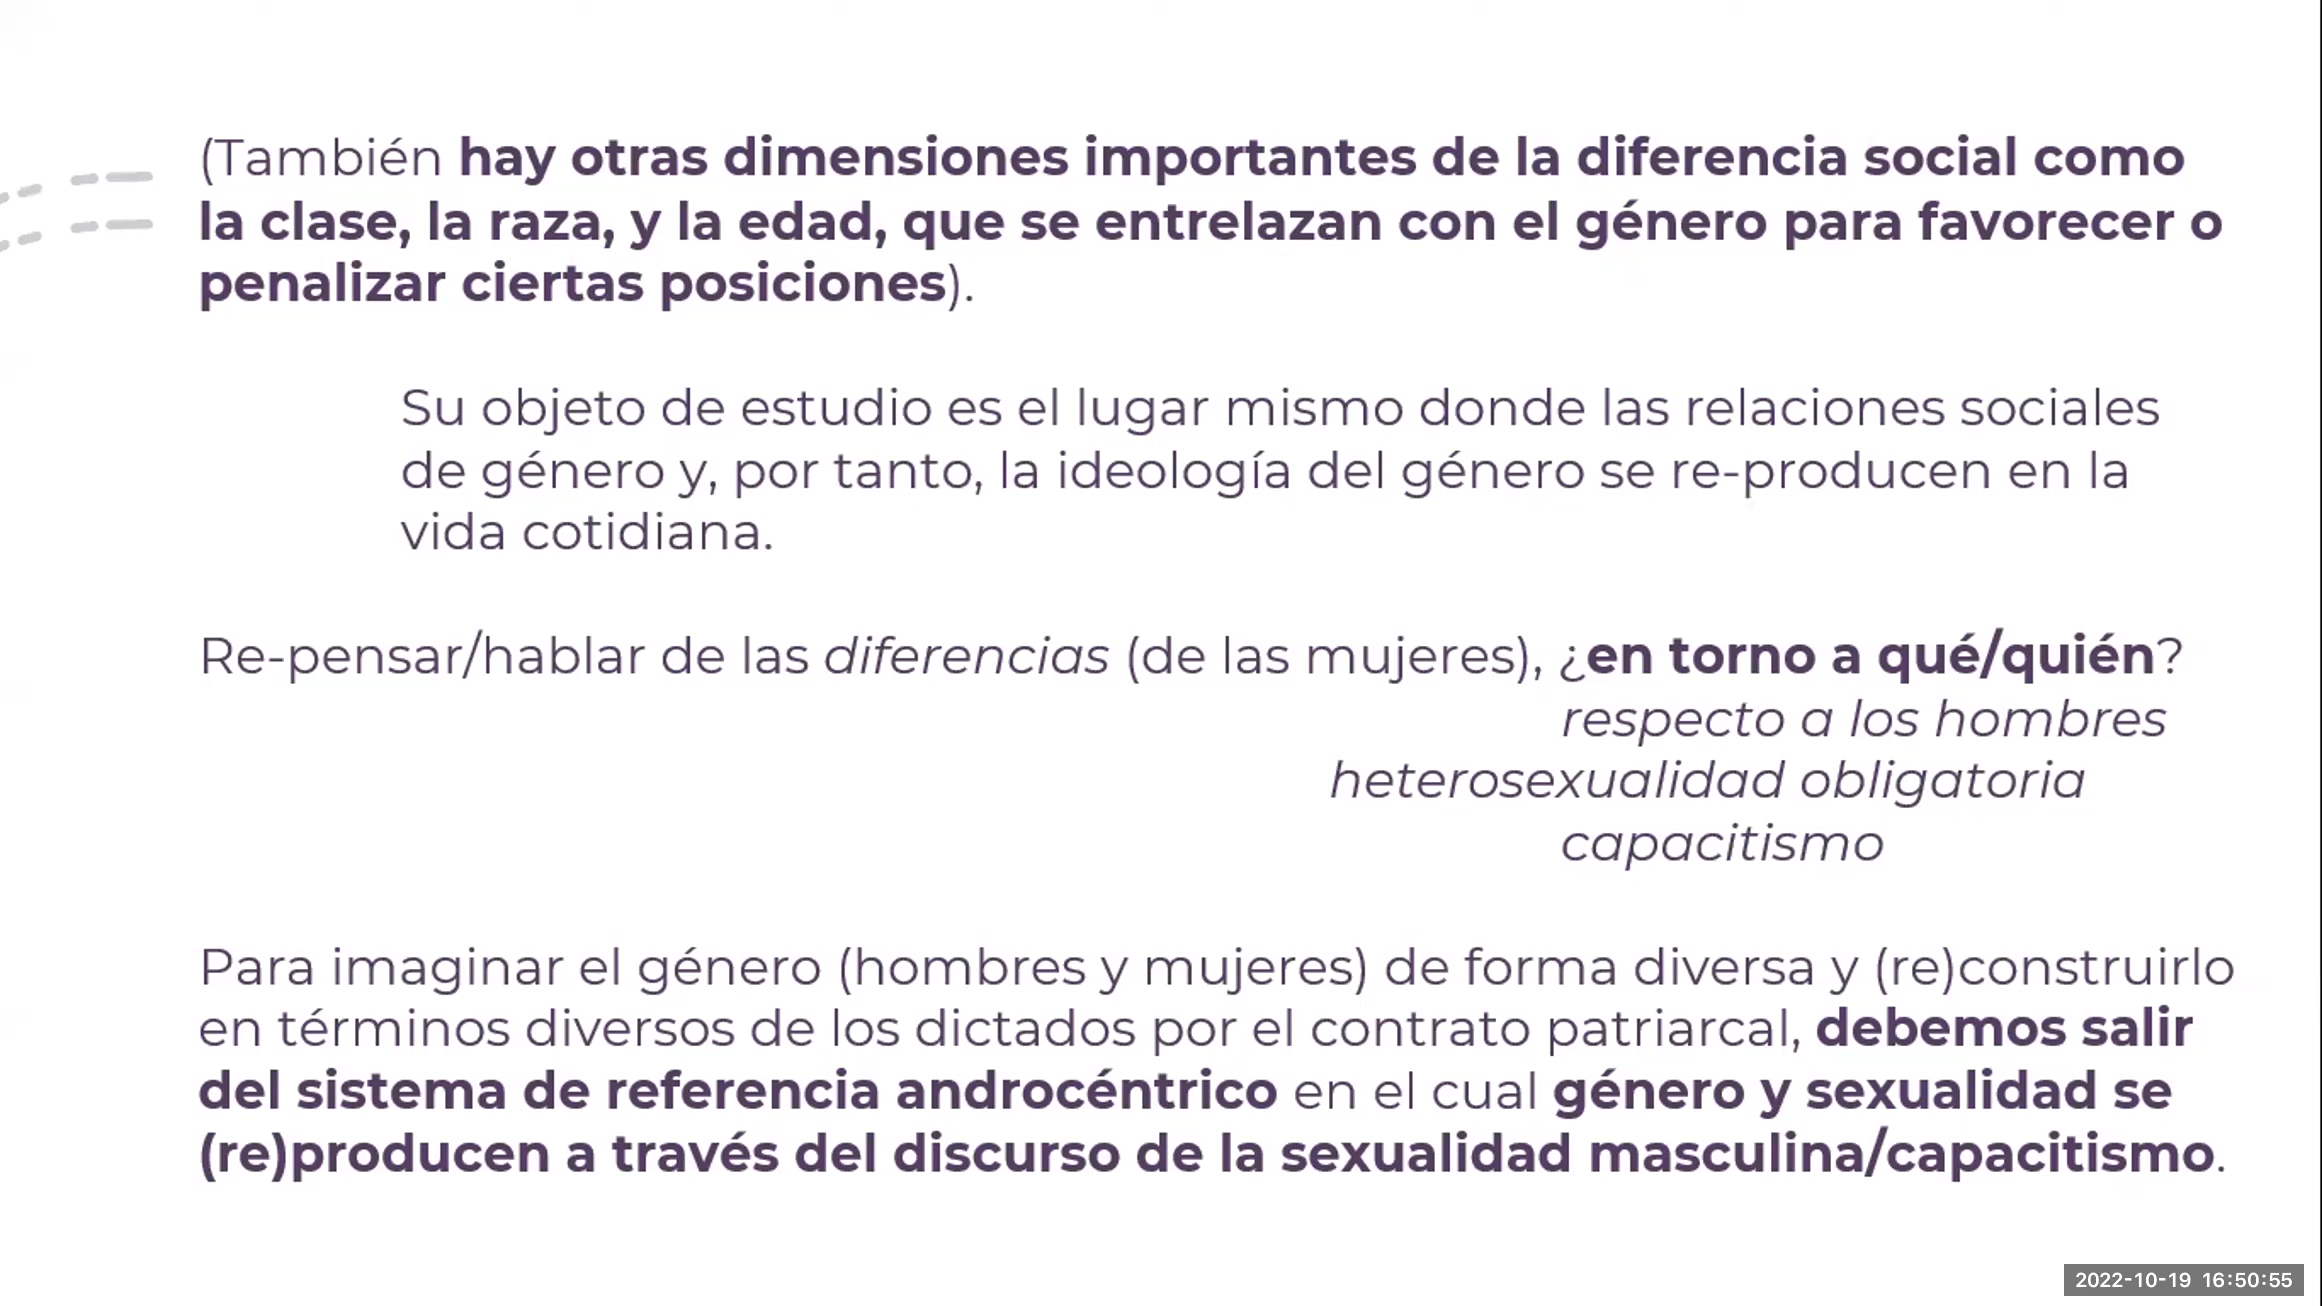 (También hay otras dimensiones importantes de la diferencia social como
la clase, la raza, y la edad, que se entrelazan con el género para favorecer o
penalizar ciertas posiciones).
Su objeto de estudio es el lugar mismo donde las relaciones sociales
de género y, por tanto, la ideología del género se re-producen en la
vida cotidiana.
Re-pensar/hablar de las diferencias (de las mujeres), ¿en torno a qué/quién?
respecto a los hombres
heterosexualidad obligatoria
capacitismo
Para imaginar el género (hombres y mujeres) de forma diversa y (re)construirlo
en términos diversos de los dictados por el contrato patriarcal, debemos salir
del sistema de referencia androcéntrico en el cual género y sexualidad se
(re)producen a través del discurso de la sexualidad masculina/capacitismo.
2022-10-19 16:50:55